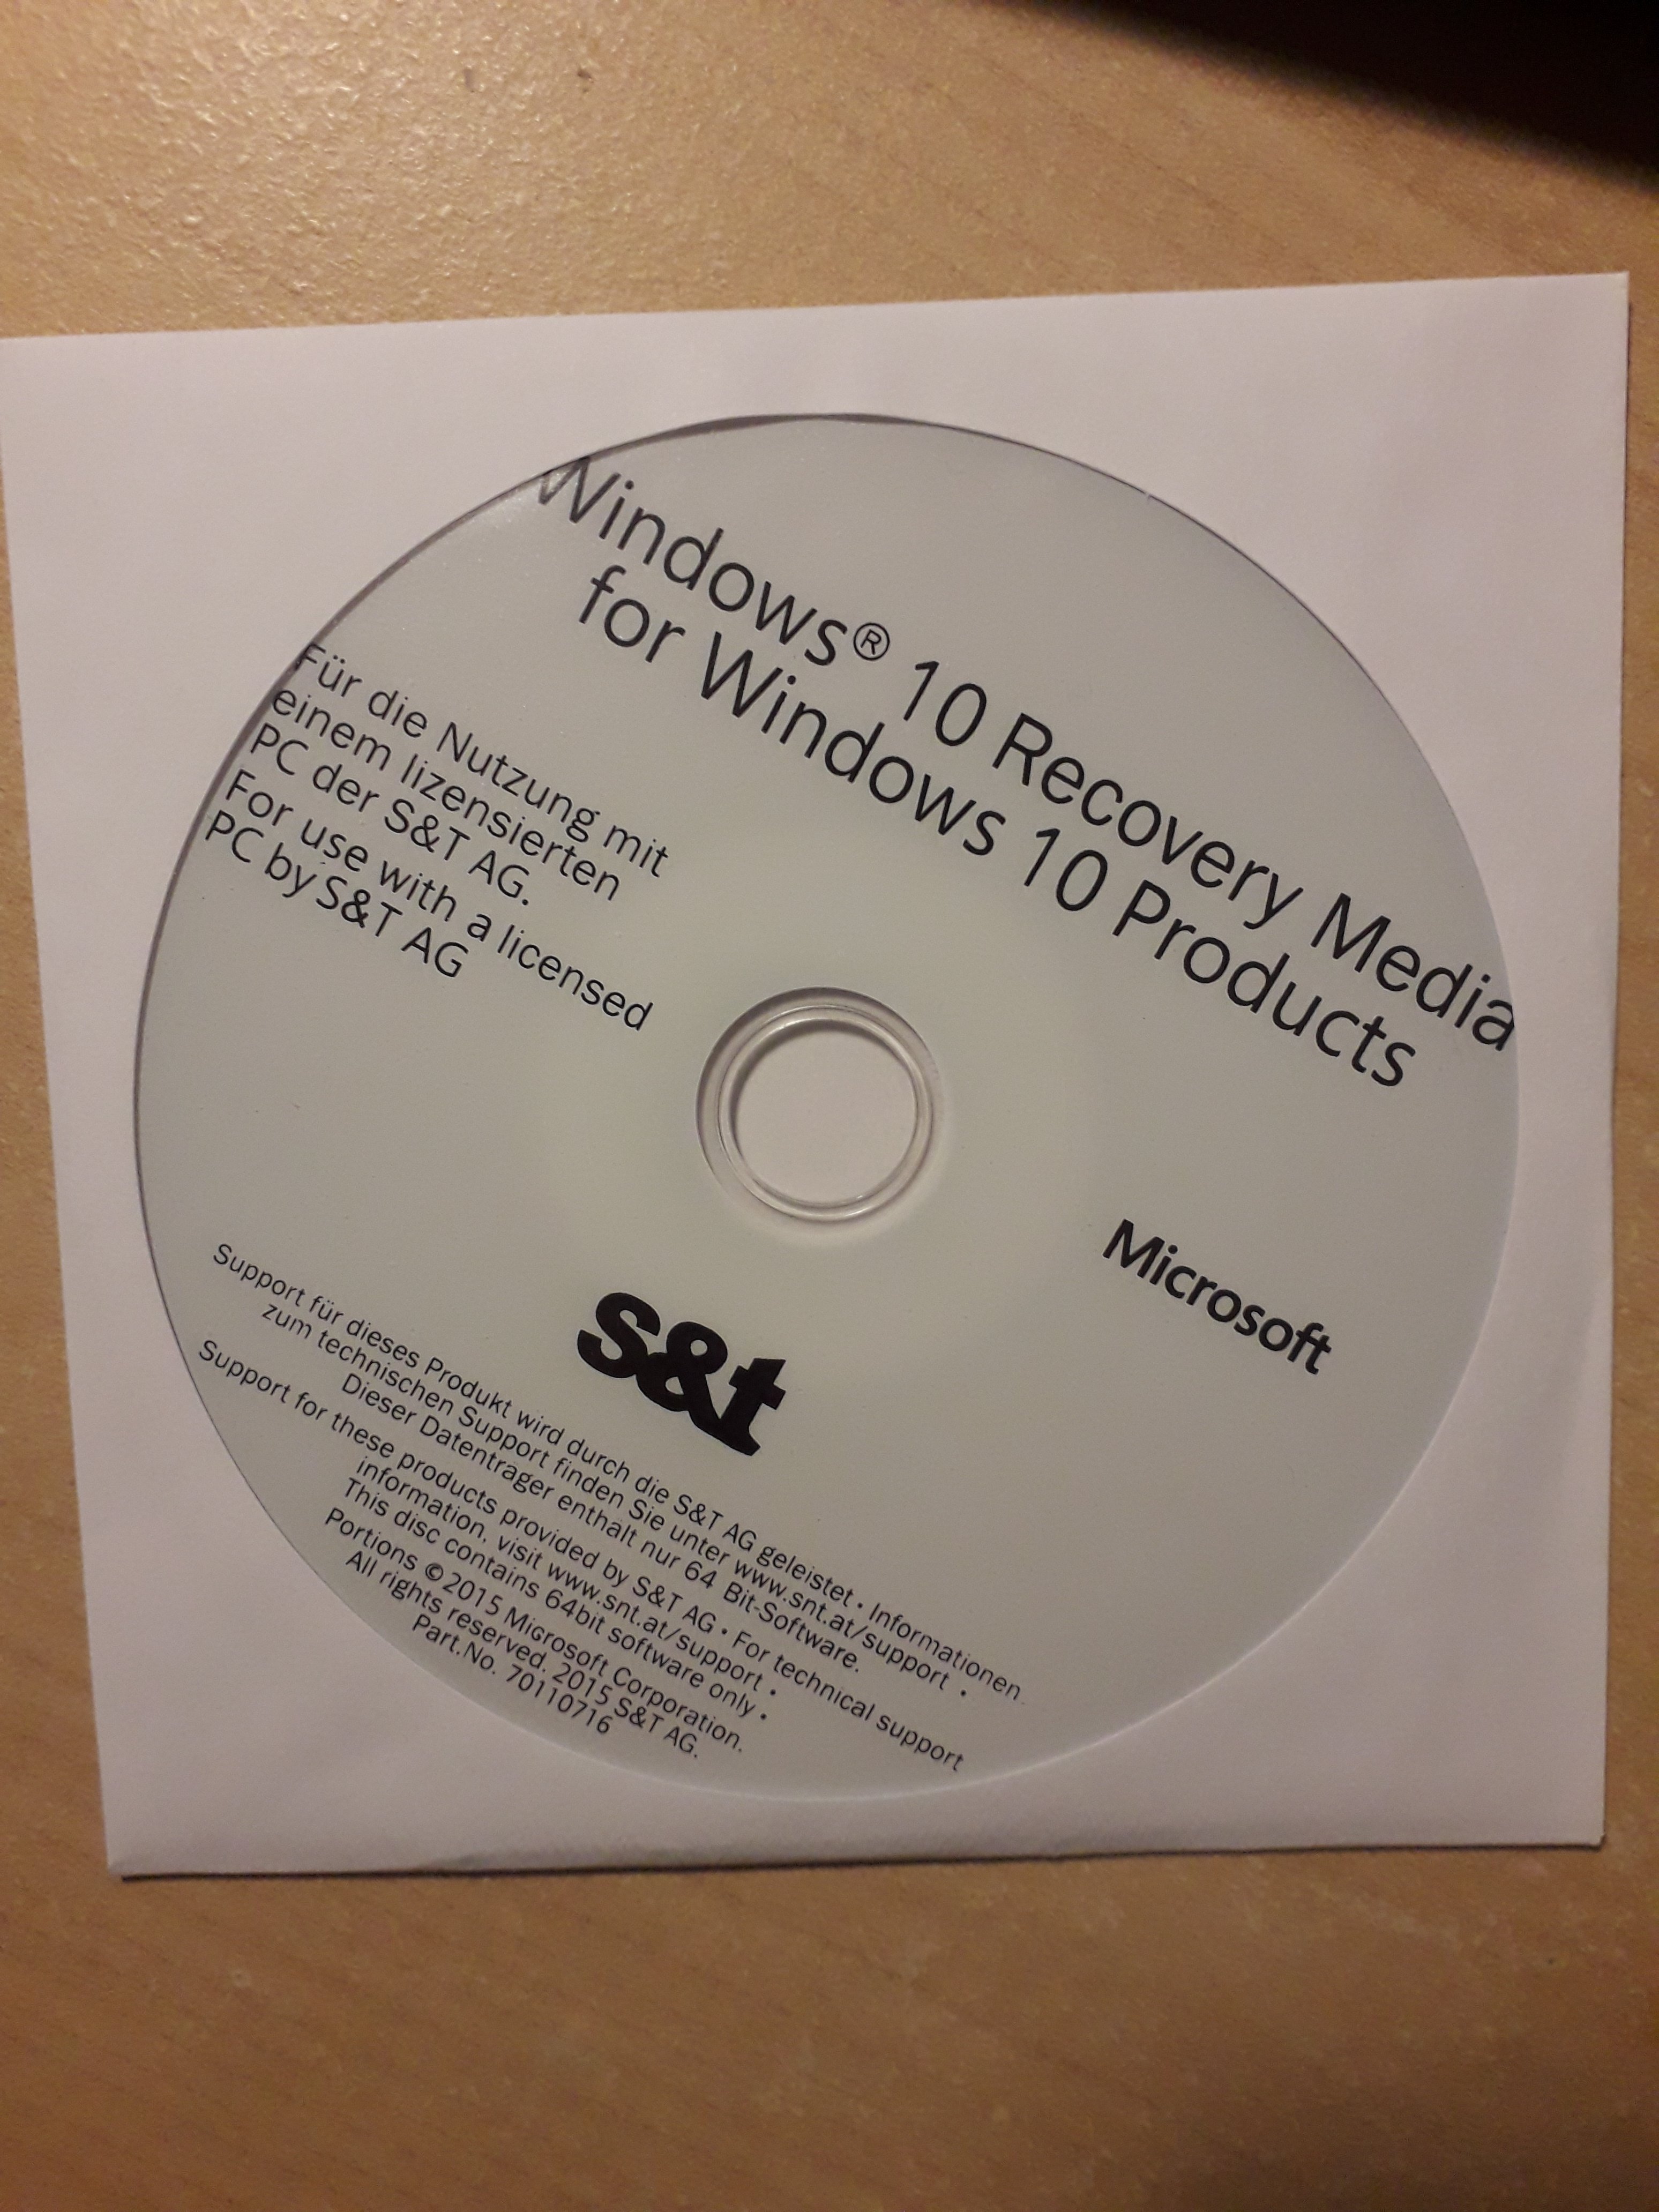 Windows® 10 Recovery Media
for Windows 10 Products
Für die Nutzung mit
einem lizensierten
PC der S&T AG.
For use with a licensed
PC by S&T AG
Microsoft
s&t
Support für dieses Produkt wird durch die S&T AG geleistet • Informationen
zum technischen Support finden Sie unter www.snt.at/support •
Dieser Datentrager enthalt nur 64 Bit-Software.
Support for these products provided by S&T AG • For technical support
information, visit www.snt.at/support •
This disc contains 64bit software only •
Portions ©2015 Microsoft Corporation.
All rights reserved. 2015 S&T AG.
Part.No. 70110716